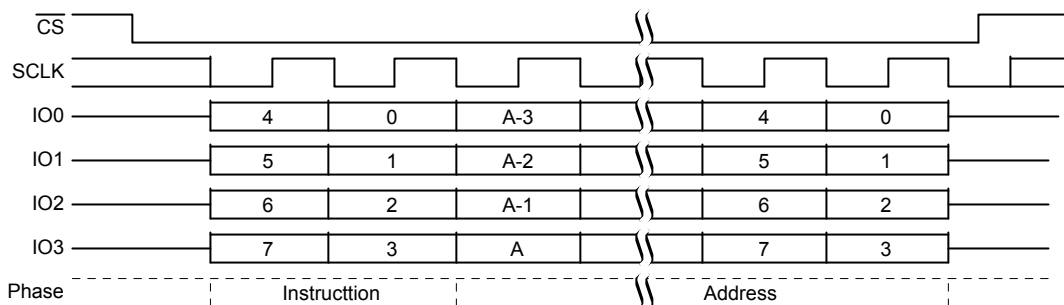 CS
SCLK
IO0 4 0 A-3 4 0
IO1 5 1 A-2 5 1
IO2 6 2 A-1 6 2
IO3 7 3 A 7 3
Phase Instructtion Address